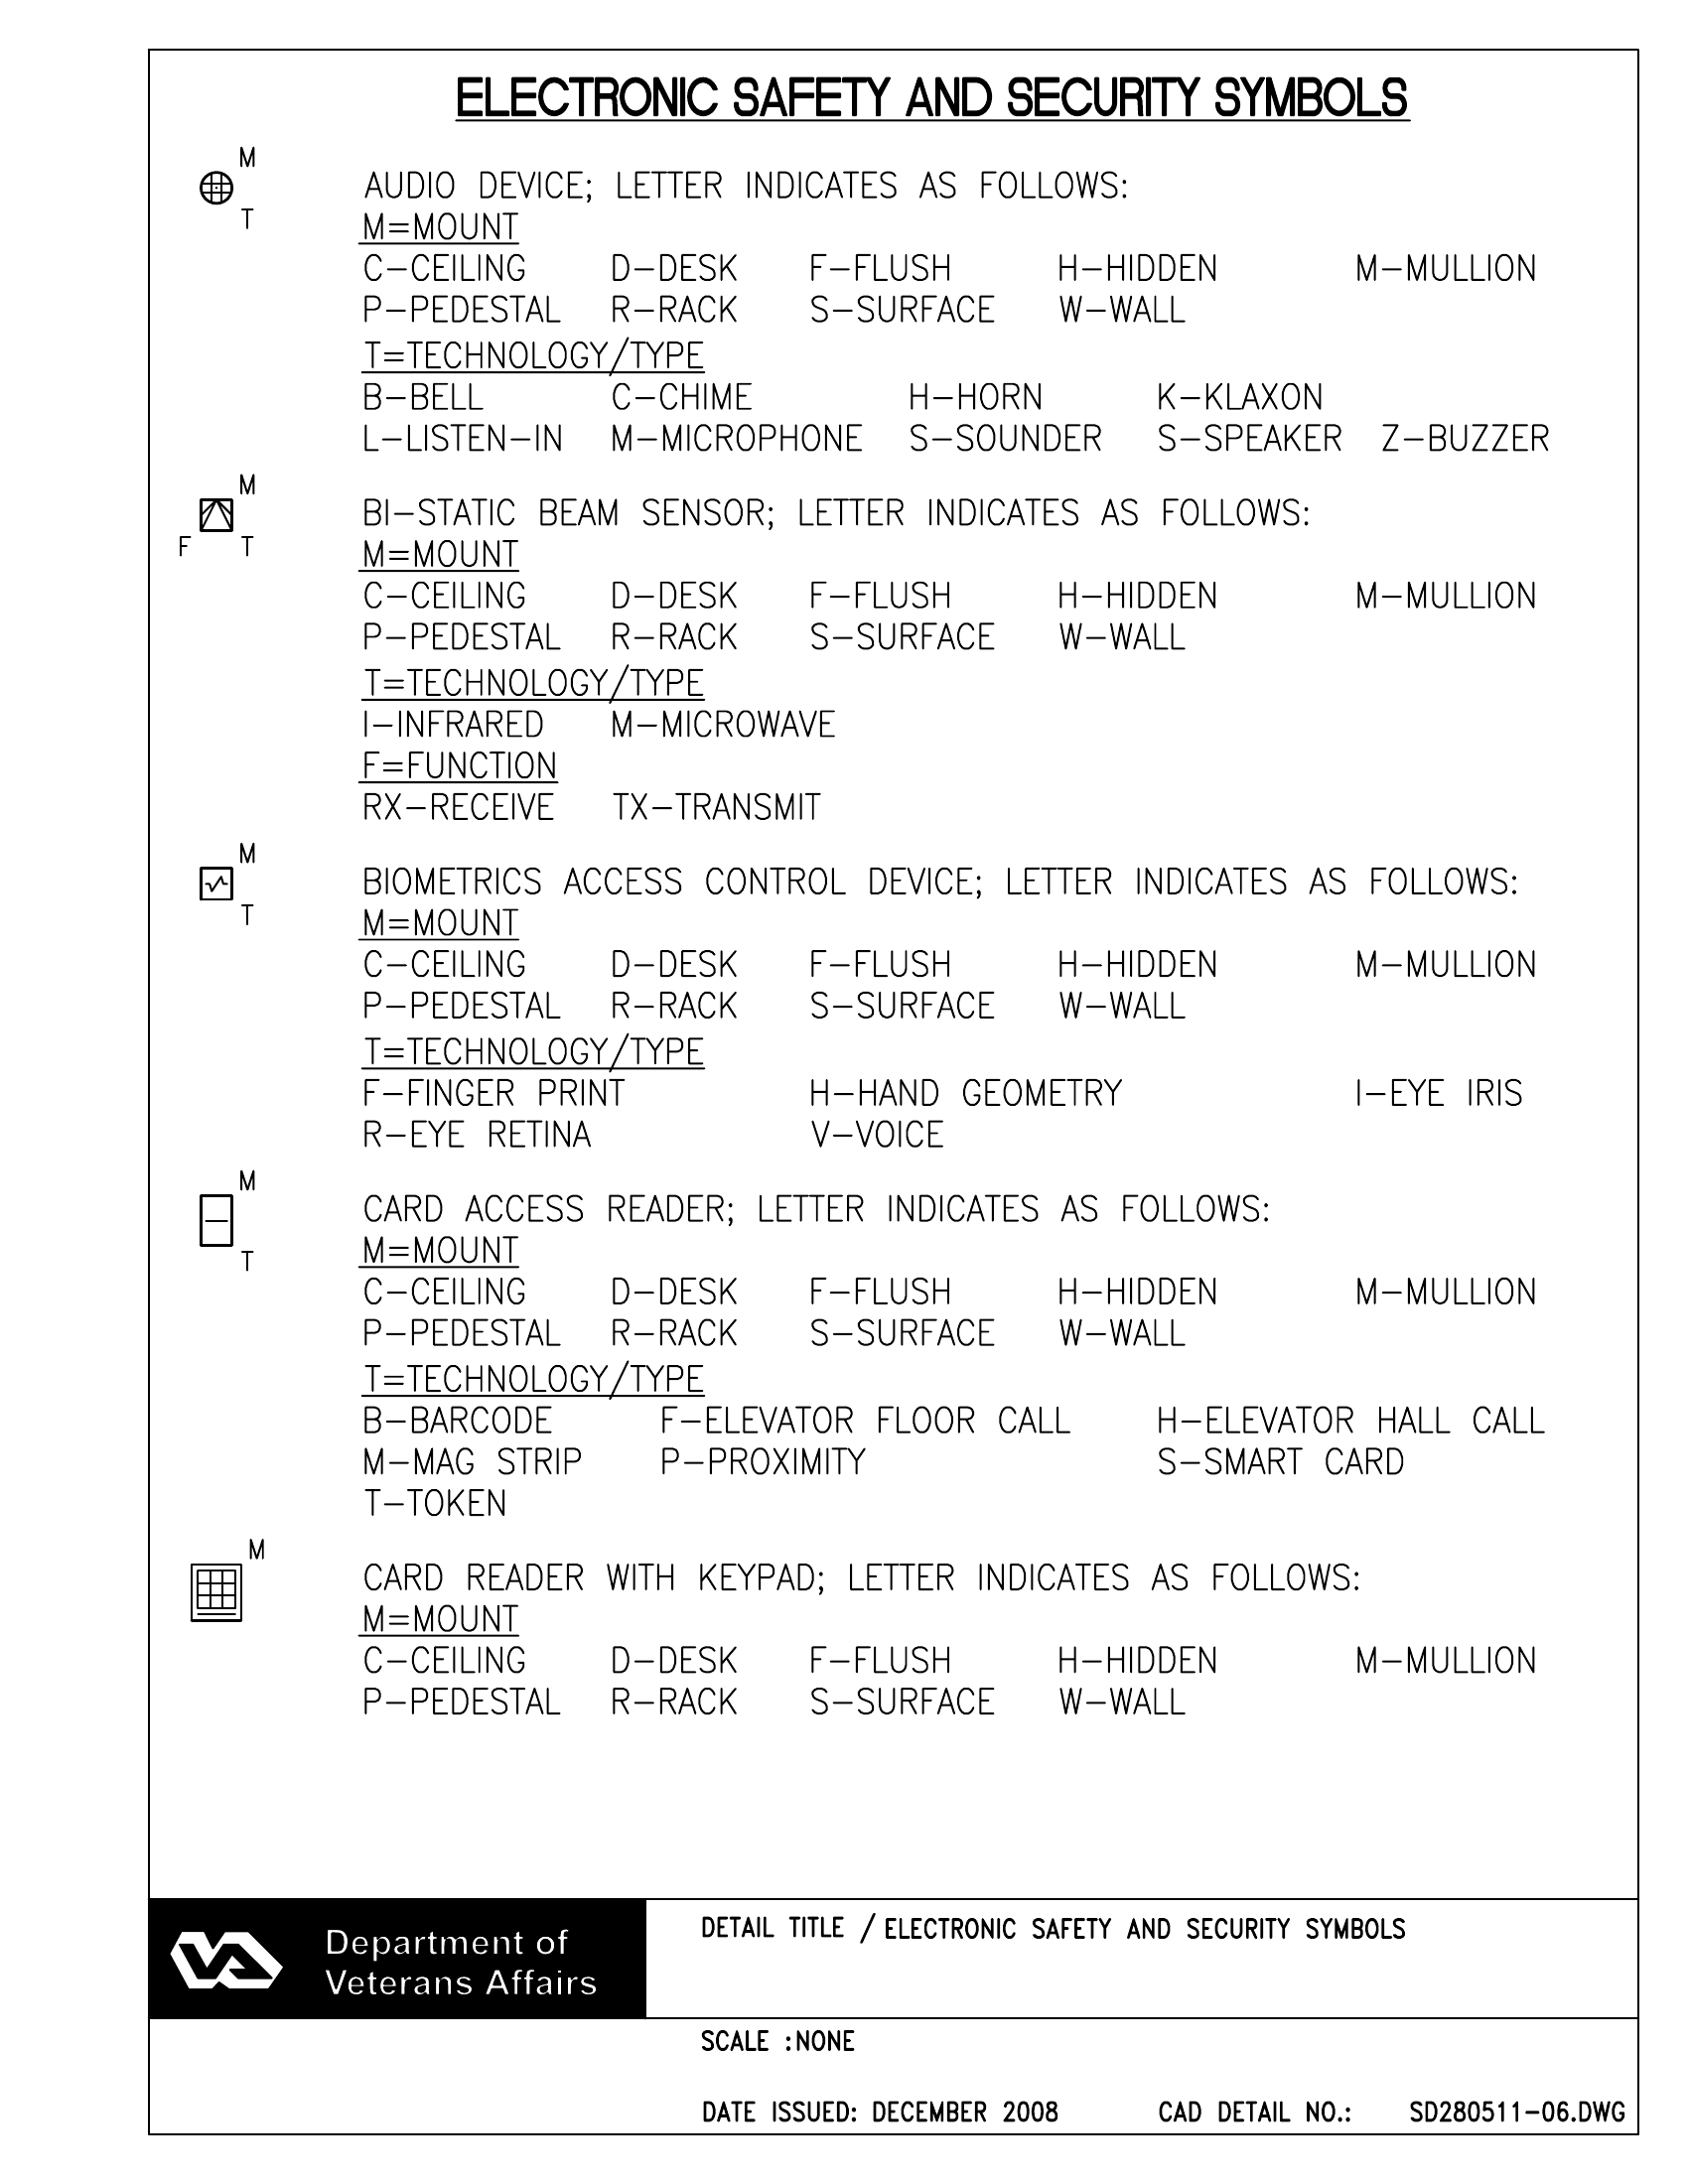 ELECTRONIC SAFETY AND SECURITY SYMBOLS
M
T
AUDIO DEVICE; LETTER INDICATES AS FOLLOWS:
M=MOUNT
C-CEILING D-DESK F-FLUSH H-HIDDEN M-MULLION
P-PEDESTAL R-RACK S-SURFACE W-WALL
T=TECHNOLOGY/TYPE
B-BELL C-CHIME H-HORN K-KLAXON
L-LISTEN-IN M-MICROPHONE S-SOUNDER S-SPEAKER Z-BUZZER
M
F T
BI-STATIC BEAM SENSOR; LETTER INDICATES AS FOLLOWS:
M=MOUNT
C-CEILING D-DESK F-FLUSH H-HIDDEN M-MULLION
P-PEDESTAL R-RACK S-SURFACE W-WALL
T=TECHNOLOGY/TYPE
I-INFRARED M-MICROWAVE
F=FUNCTION
RX-RECEIVE TX-TRANSMIT
M
T
BIOMETRICS ACCESS CONTROL DEVICE; LETTER INDICATES AS FOLLOWS:
M=MOUNT
C-CEILING D-DESK F-FLUSH H-HIDDEN M-MULLION
P-PEDESTAL R-RACK S-SURFACE W-WALL
T=TECHNOLOGY/TYPE
F-FINGER PRINT H-HAND GEOMETRY I-EYE IRIS
R-EYE RETINA V-VOICE
M
T
CARD ACCESS READER; LETTER INDICATES AS FOLLOWS:
M=MOUNT
C-CEILING D-DESK F-FLUSH H-HIDDEN M-MULLION
P-PEDESTAL R-RACK S-SURFACE W-WALL
T=TECHNOLOGY/TYPE
B-BARCODE F-ELEVATOR FLOOR CALL H-ELEVATOR HALL CALL
M-MAG STRIP P-PROXIMITY S-SMART CARD
T-TOKEN
M
CARD READER WITH KEYPAD; LETTER INDICATES AS FOLLOWS:
M=MOUNT
C-CEILING D-DESK F-FLUSH H-HIDDEN M-MULLION
P-PEDESTAL R-RACK S-SURFACE W-WALL
Department of
Veterans Affairs
DETAIL TITLE / ELECTRONIC SAFETY AND SECURITY SYMBOLS
SCALE :NONE
DATE ISSUED: DECEMBER 2008 CAD DETAIL NO.: SD280511-06.DWG